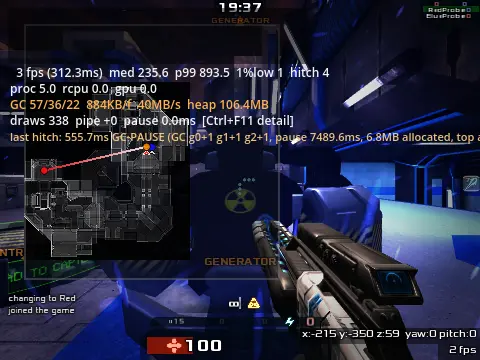 19:37
GENERATOR
RedProbe
BlueProbe
3 fps (312.3ms) med 235.6 p99 893.5 1%low 1 hitch 4
proc 5.0 rcpu 0.0 gpu 0.0
GC 57/36/22 884KB/f 40MB/s heap 106.4MB
draws 338 pipe +0 pause 0.0ms [Ctrl+F11 detail]
last hitch: 555.7ms GC-PAUSE (GC g0+1 g1+1 g2+1, pause 7489.6ms, 6.8MB allocated, top a
GENERATOR
changing to Red
joined the game
15
0
100
x:-215 y:-350 z:59 yaw:0 pitch:0
2 fps